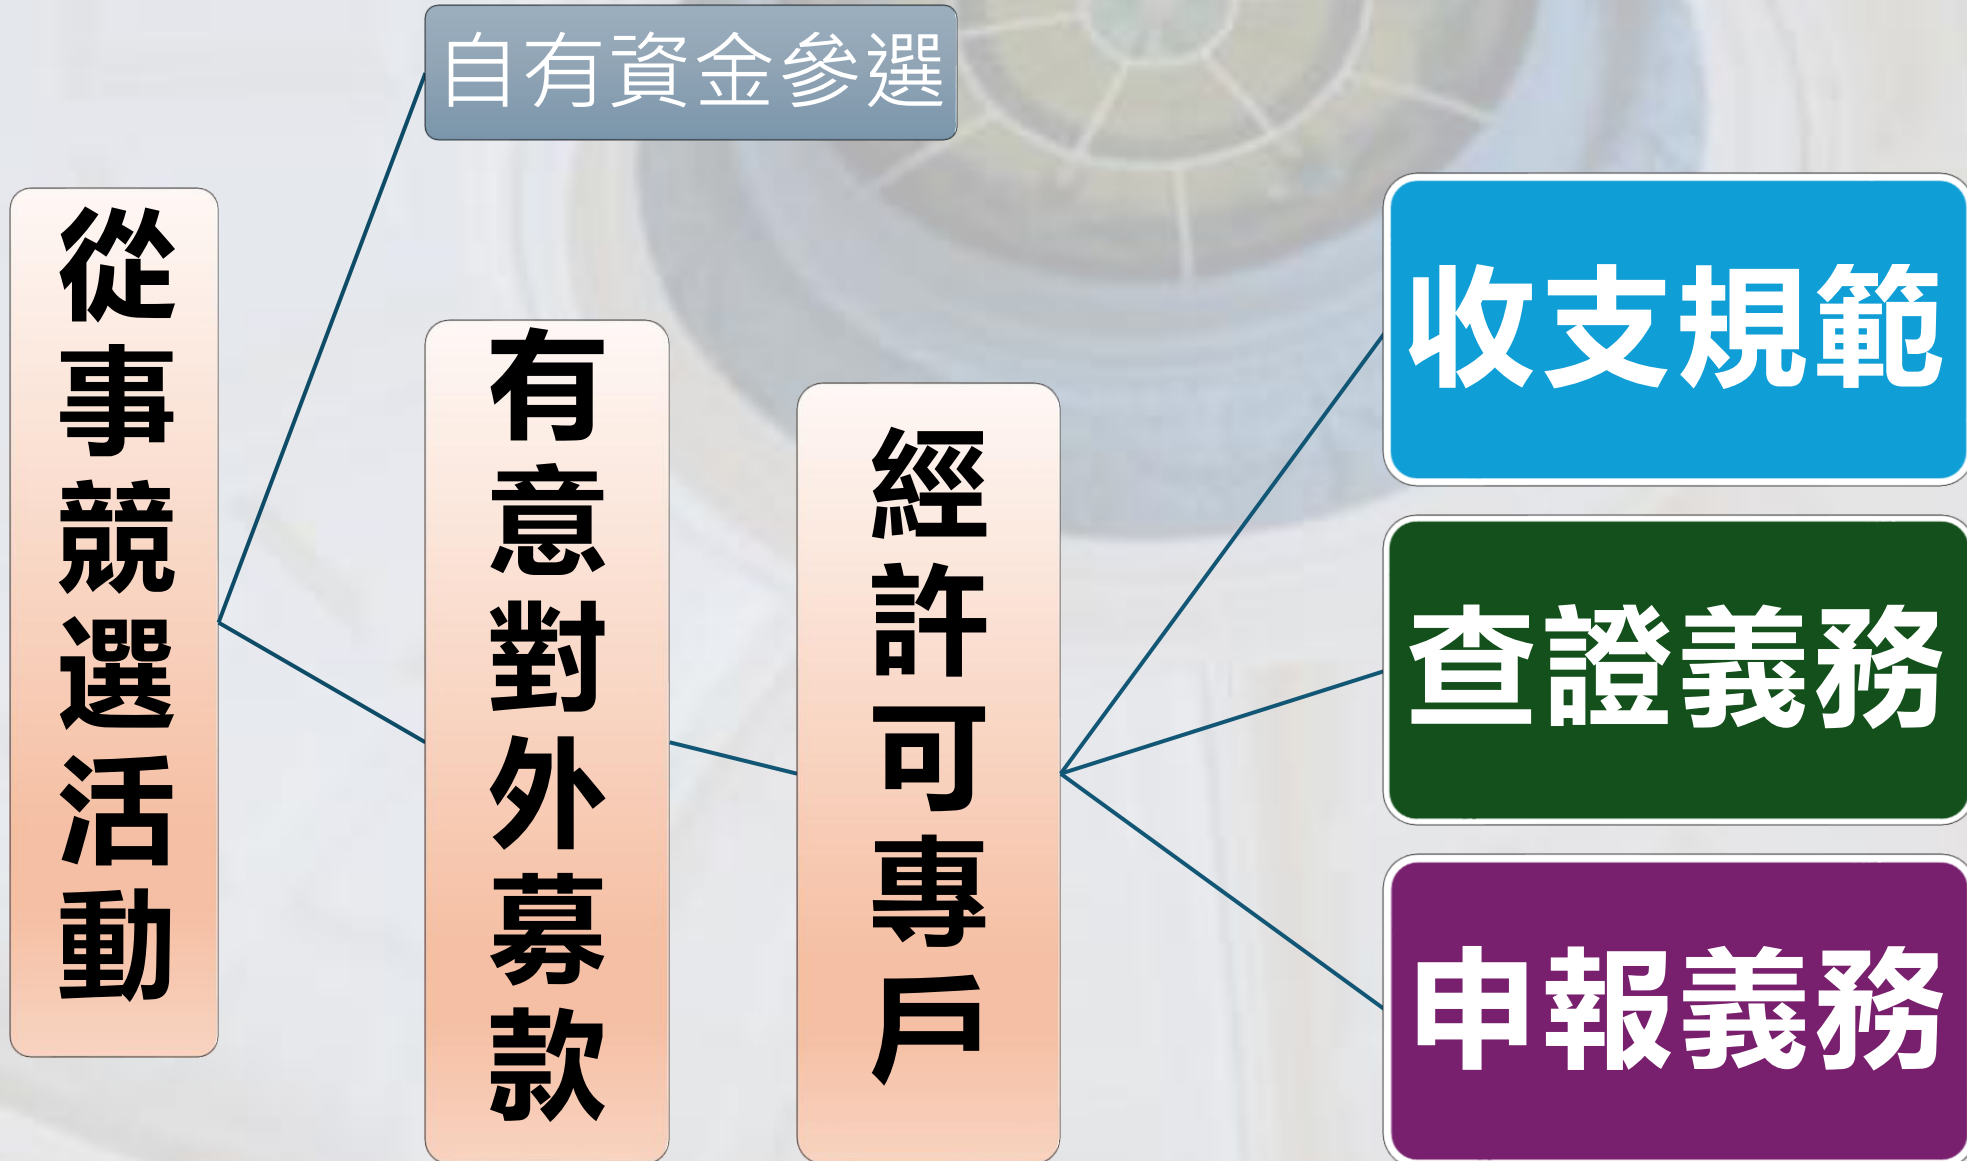 自有資金參選
從事競選活動
有意對外募款
經許可專戶
收支規範
查證義務
申報義務